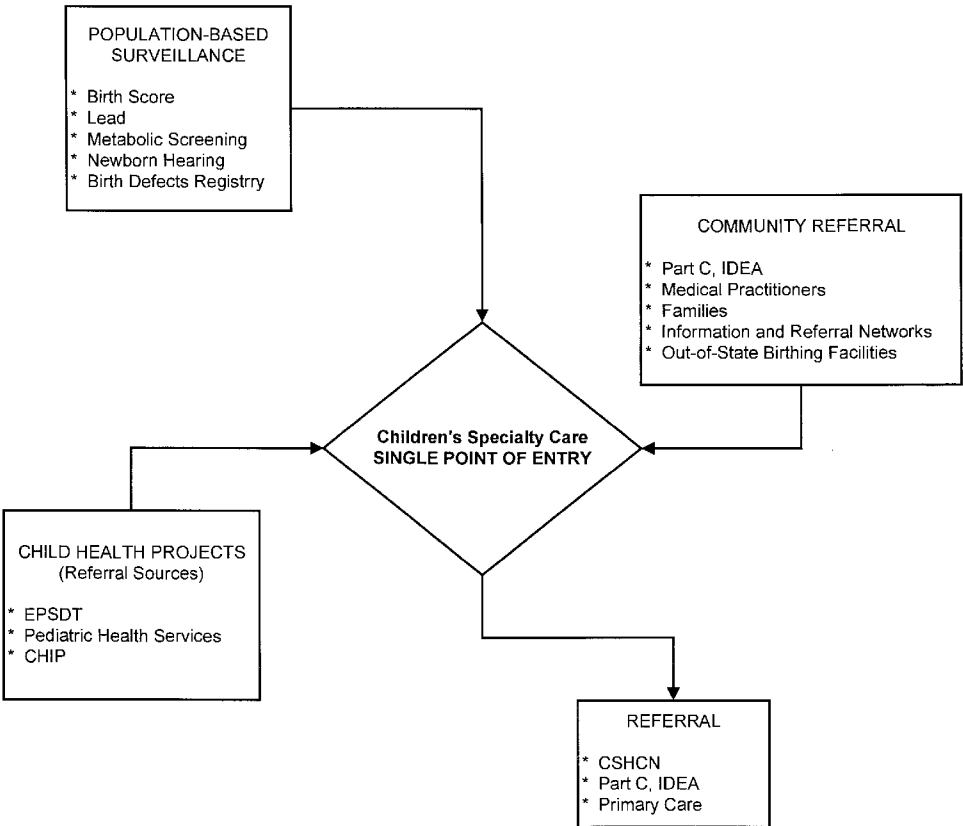 POPULATION-BASED
SURVEILLANCE
* Birth Score
* Lead
* Metabolic Screening
* Newborn Hearing
* Birth Defects Registrry
COMMUNITY REFERRAL
* Part C, IDEA
* Medical Practitioners
* Families
* Information and Referral Networks
* Out-of-State Birthing Facilities
Children's Specialty Care
SINGLE POINT OF ENTRY
CHILD HEALTH PROJECTS
(Referral Sources)
* EPSDT
* Pediatric Health Services
* CHIP
REFERRAL
* CSHCN
* Part C, IDEA
* Primary Care